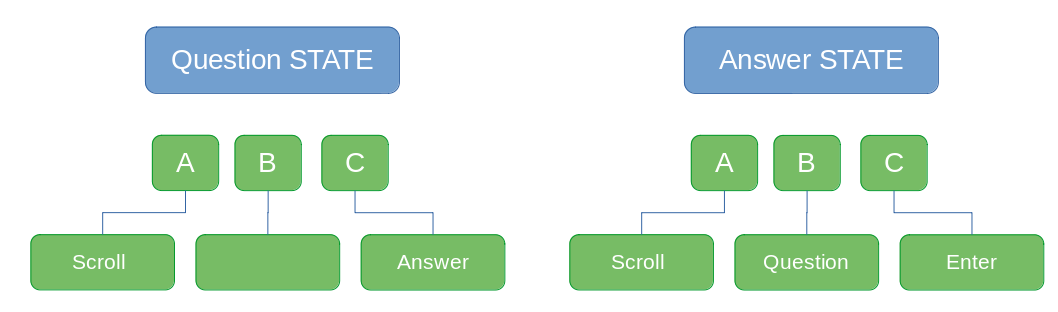 Question STATE
A
B
C
Scroll
Answer
Answer STATE
A
B
C
Scroll
Question
Enter